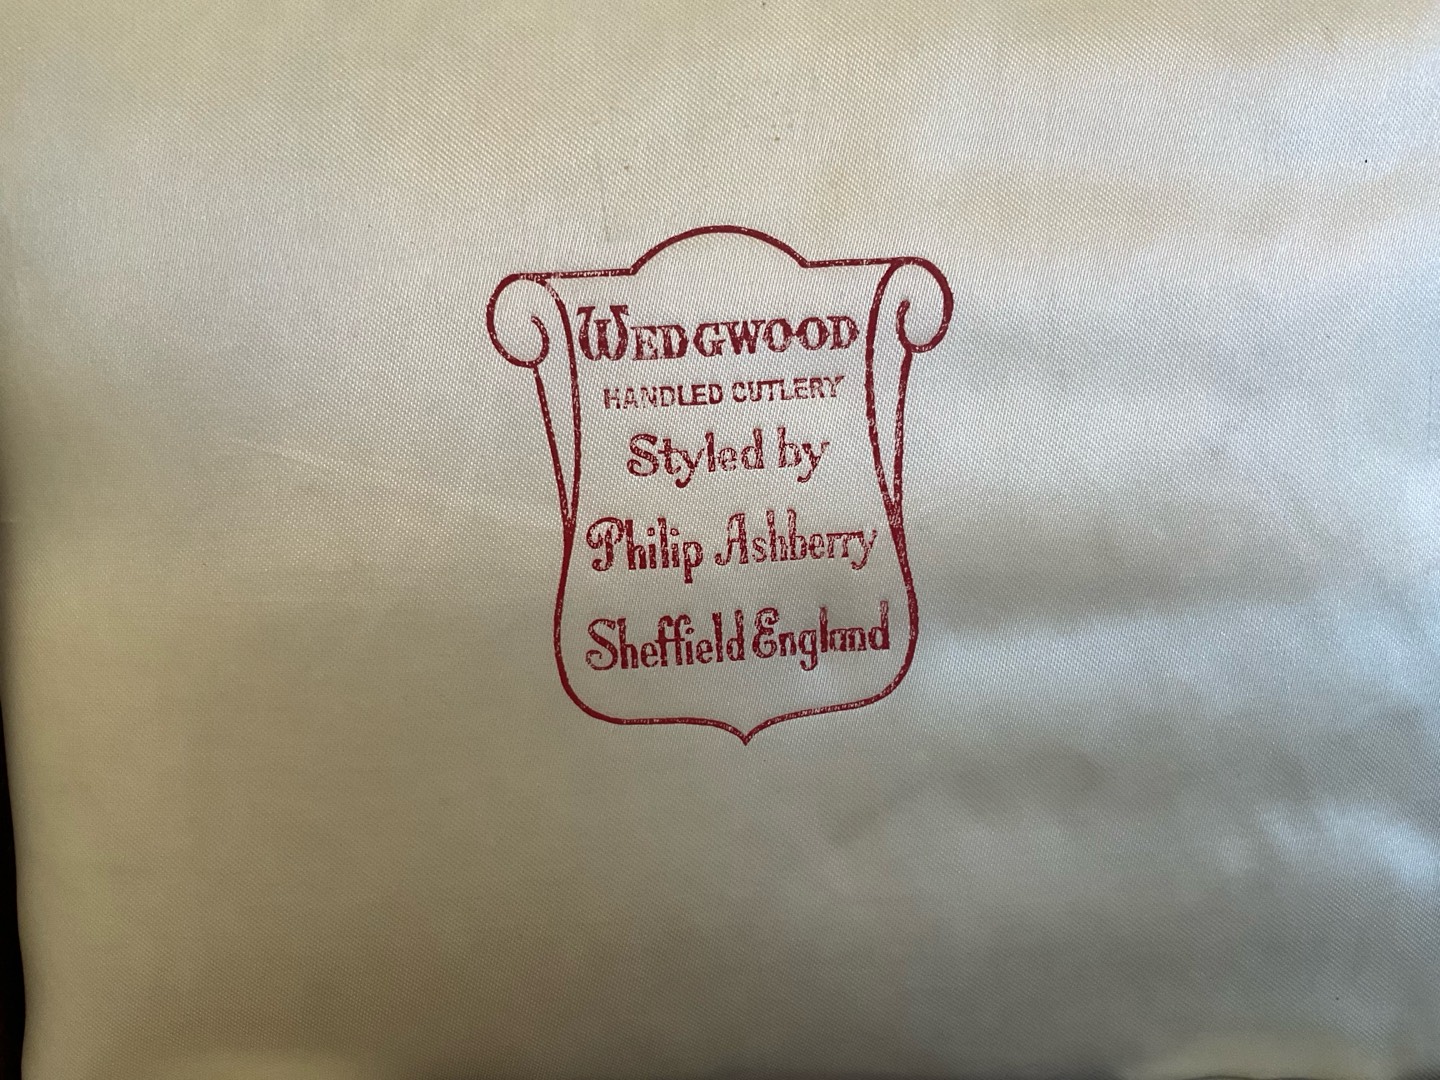 WEDGWOOD
HANDLED CUTLERY
Styled by
Philip Ashberry
Sheffield England